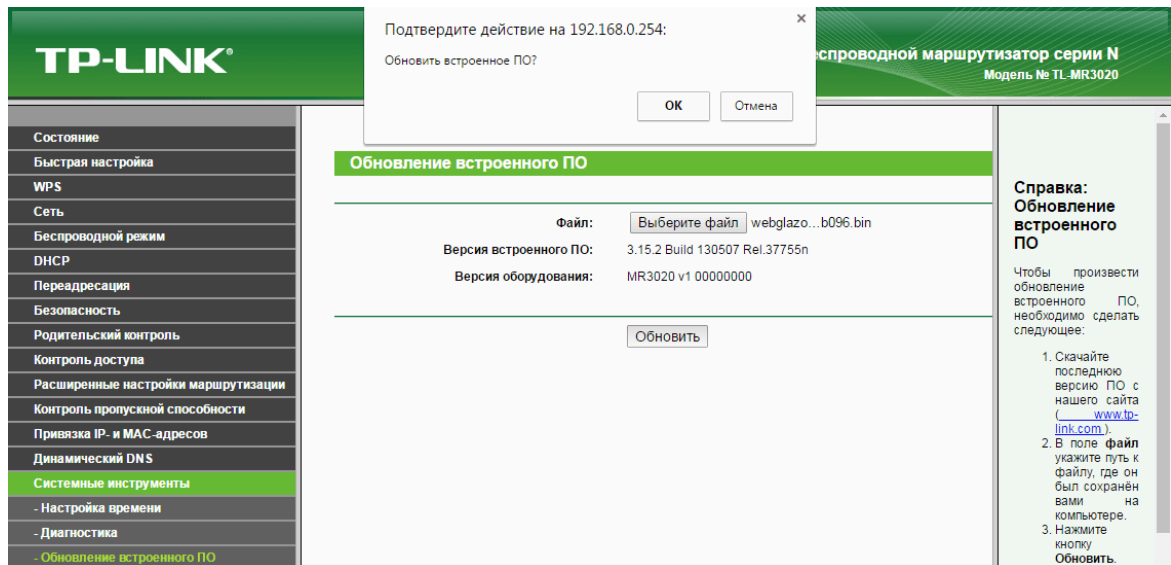 Подтвердите действие на 192.168.0.254:
×
Обновить встроенное ПО?
ОК
Отмена
TP-LINK®
еспроводной маршрутизатор серии N
Модель № TL-MR3020
Состояние
Быстрая настройка
WPS
Сеть
Беспроводной режим
DHCP
Переадресация
Безопасность
Родительский контроль
Контроль доступа
Расширенные настройки маршрутизации
Контроль пропускной способности
Привязка IP- и MAC-адресов
Динамический DNS
Системные инструменты
- Настройка времени
- Диагностика
- Обновление встроенного ПО
Обновление встроенного ПО
Файл: Выберите файл webglazo...b096.bin
Версия встроенного ПО: 3.15.2 Build 130507 Rel.37755n
Версия оборудования: MR3020 v1 00000000
Обновить
Справка:
Обновление
встроенного
ПО
Чтобы произвести
обновление
встроенного ПО,
необходимо сделать
следующее:
1. Скачайте
последнюю
версию ПО с
нашего сайта
( www.tp-
link.com ).
2. В поле файл
укажите путь к
файлу, где он
был сохранён
вами на
компьютере.
3. Нажмите
кнопку
Обновить.